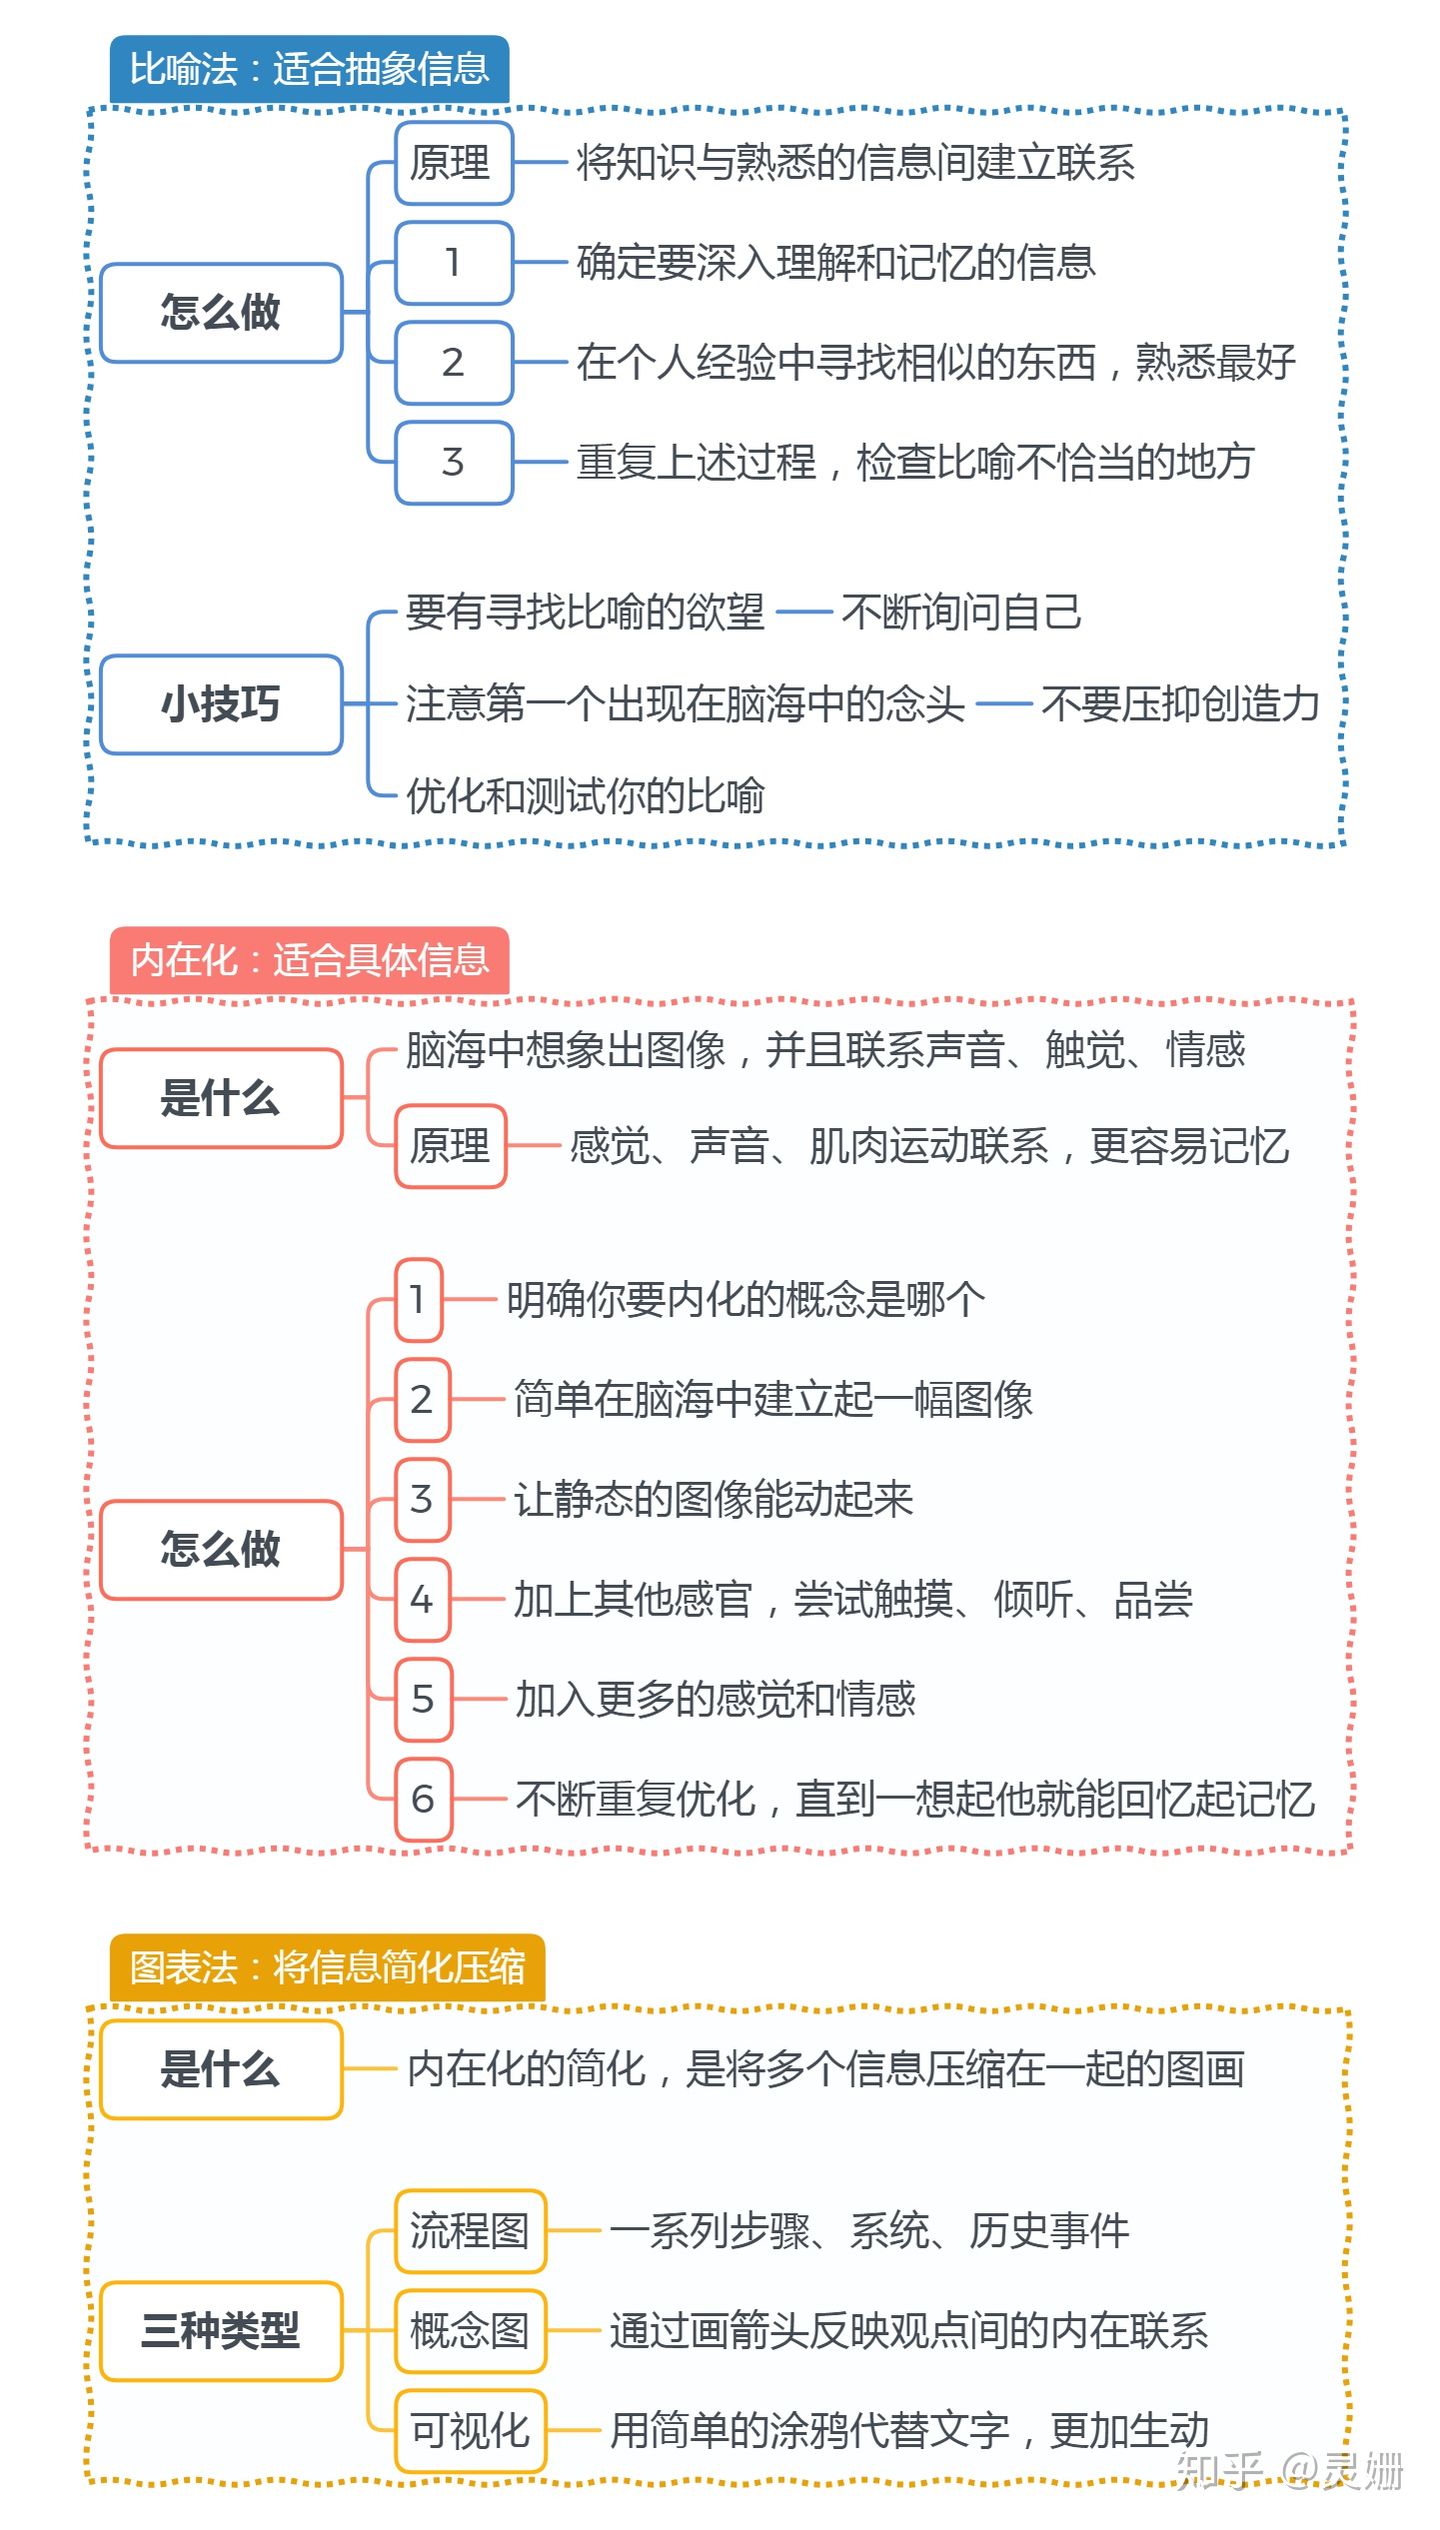 比喻法：适合抽象信息
怎么做
原理
将知识与熟悉的信息间建立联系
1
确定要深入理解和记忆的信息
2
在个人经验中寻找相似的东西，熟悉最好
3
重复上述过程，检查比喻不恰当的地方
小技巧
要有寻找比喻的欲望
不断询问自己
注意第一个出现在脑海中的念头
不要压抑创造力
优化和测试你的比喻
内在化：适合具体信息
是什么
脑海中想象出图像，并且联系声音、触觉、情感
原理
感觉、声音、肌肉运动联系，更容易记忆
怎么做
1
明确你要内化的概念是哪个
2
简单在脑海中建立起一幅图像
3
让静态的图像能动起来
4
加上其他感官，尝试触摸、倾听、品尝
5
加入更多的感觉和情感
6
不断重复优化，直到一想起他就能回忆起记忆
图表法：将信息简化压缩
是什么
内在化的简化，是将多个信息压缩在一起的图画
三种类型
流程图
一系列步骤、系统、历史事件
概念图
通过画箭头反映观点间的内在联系
可视化
用简单的涂鸦代替文字，更加生动
知乎 @灵姗